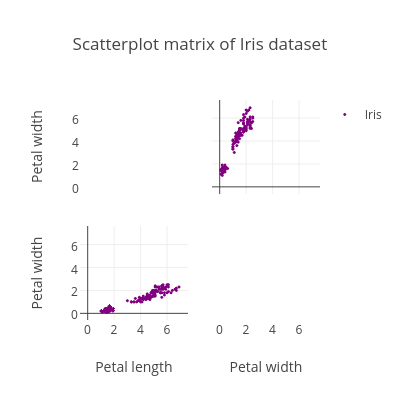 Scatterplot matrix of Iris dataset
Iris
Petal width
6
4
2
0
Petal width
6
4
2
0
0 2 4 6
0 2 4 6
Petal length
Petal width